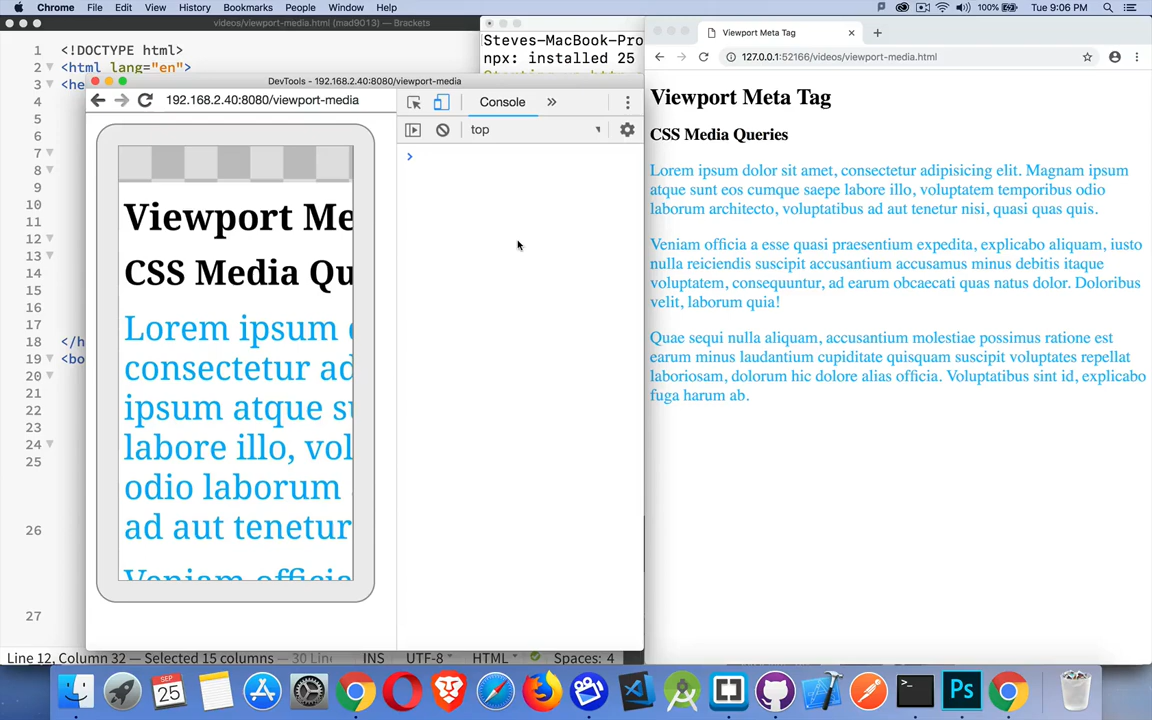 Chrome File Edit View History Bookmarks People Window Help
100% Tue 9:06 PM
videos/viewport-media.html (mad9013) — Brackets
1 <!DOCTYPE html>
2 <html lang="en">
3 <he
4
5
6
7
8
9
10
11
12
13
14
15
16
17
18 </h
19 <bo
20
21
22
23
24
25
26
27
Line 12, Column 32 — Selected 15 columns — 30 Lin
INS UTF-8 HTML Spaces: 4
Steves-MacBook-Pro
npx: installed 25
DevTools - 192.168.2.40:8080/viewport-media
192.168.2.40:8080/viewport-media
Console
top
Viewport Me
CSS Media Qu
Lorem ipsum
consectetur ad
ipsum atque su
labore illo, vol
odio laborum
ad aut tenetur
Veniam officia
Viewport Meta Tag
127.0.0.1:52166/videos/viewport-media.html
Viewport Meta Tag
CSS Media Queries
Lorem ipsum dolor sit amet, consectetur adipisicing elit. Magnam ipsum
atque sunt eos cumque saepe labore illo, voluptatem temporibus odio
laborum architecto, voluptatibus ad aut tenetur nisi, quasi quas quis.
Veniam officia a esse quasi praesentium expedita, explicabo aliquam, iusto
nulla reiciendis suscipit accusantium accusamus minus debitis itaque
voluptatem, consequuntur, ad earum obcaecati quas natus dolor. Doloribus
velit, laborum quia!
Quae sequi nulla aliquam, accusantium molestiae possimus ratione est
earum minus laudantium cupiditate quisquam suscipit voluptates repellat
laboriosam, dolorum hic dolore alias officia. Voluptatibus sint id, explicabo
fuga harum ab.
SEP
25
Ps